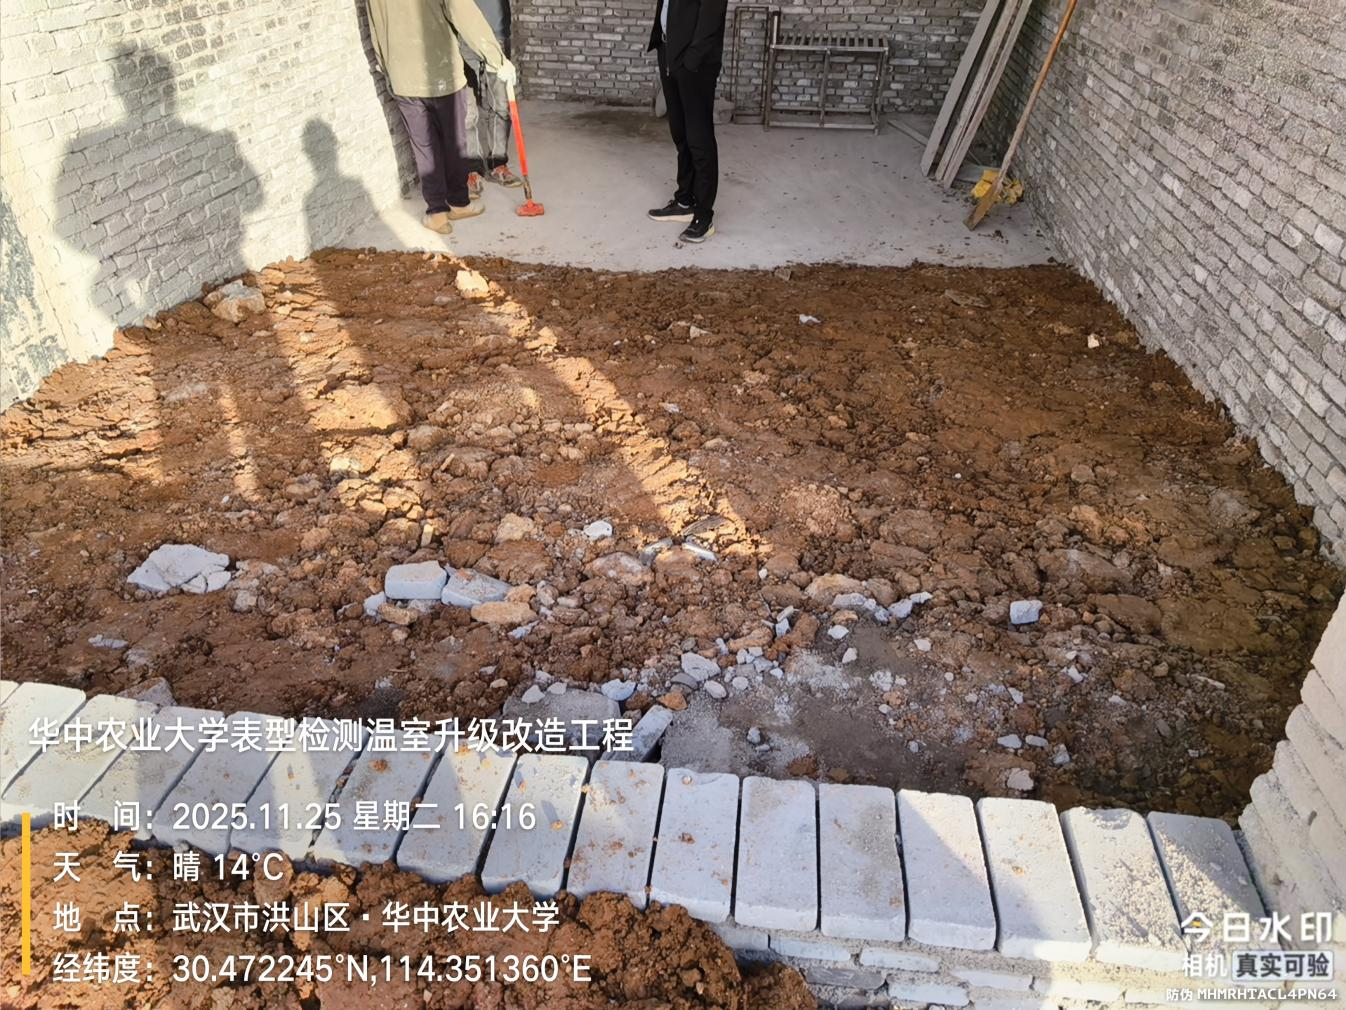 华中农业大学表型检测温室升级改造工程
时 间：2025.11.25 星期二 16:16
天 气：晴 14°C
地 点：武汉市洪山区·华中农业大学
经纬度：30.472245°N,114.351360°E
今日水印
相机 真实可验
防伪 MHMRHTACL4PN64